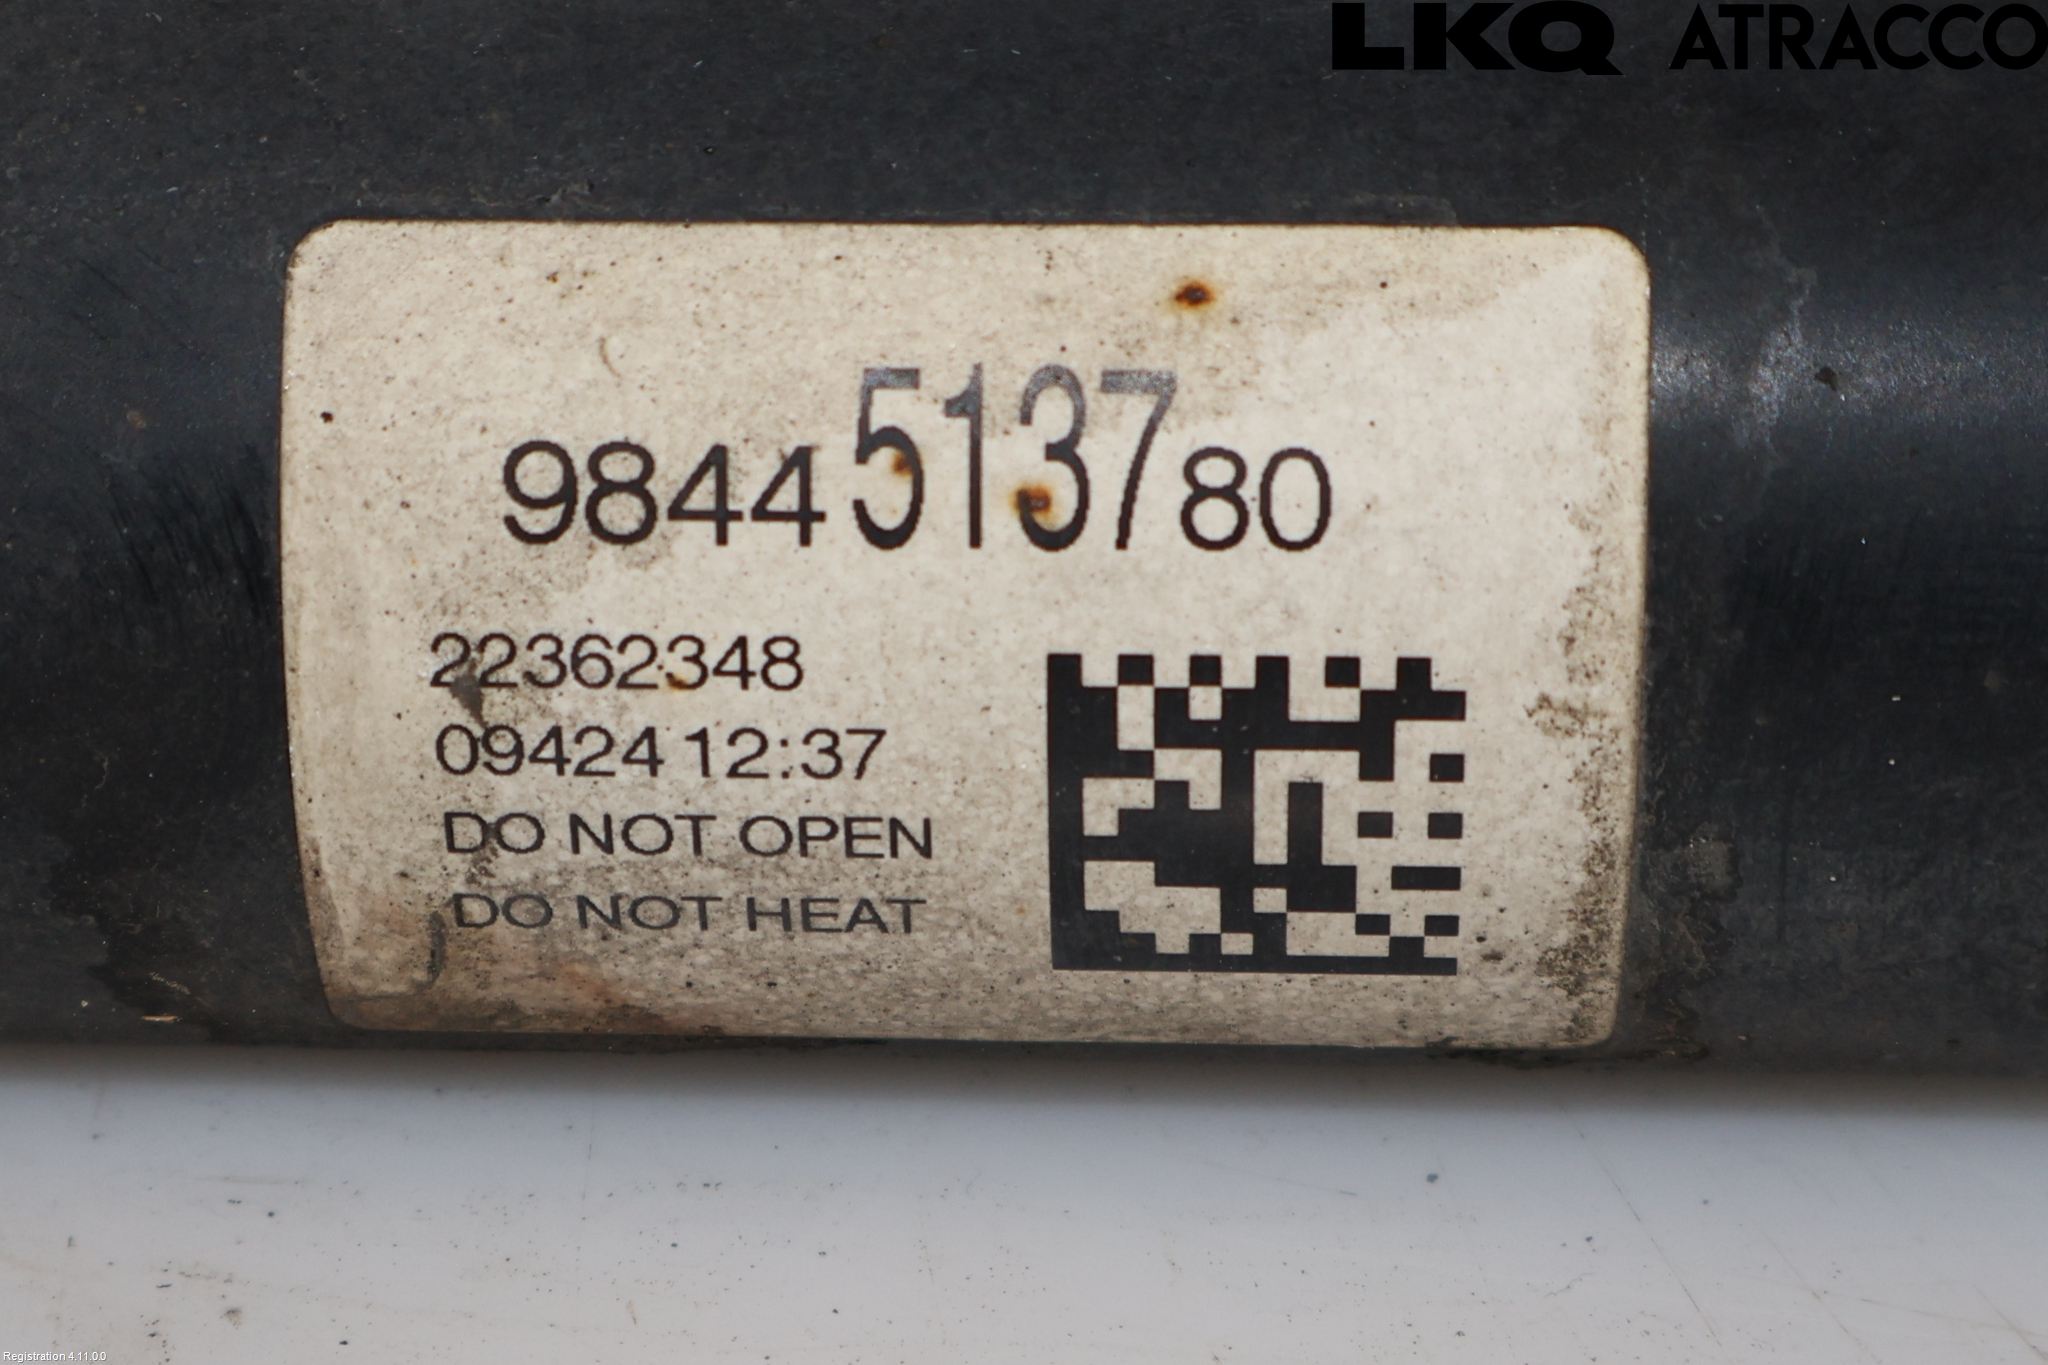 LKQ ATRACCO
9844513780
22362348
09424 12:37
DO NOT OPEN
DO NOT HEAT
Registration 4.11.0.0